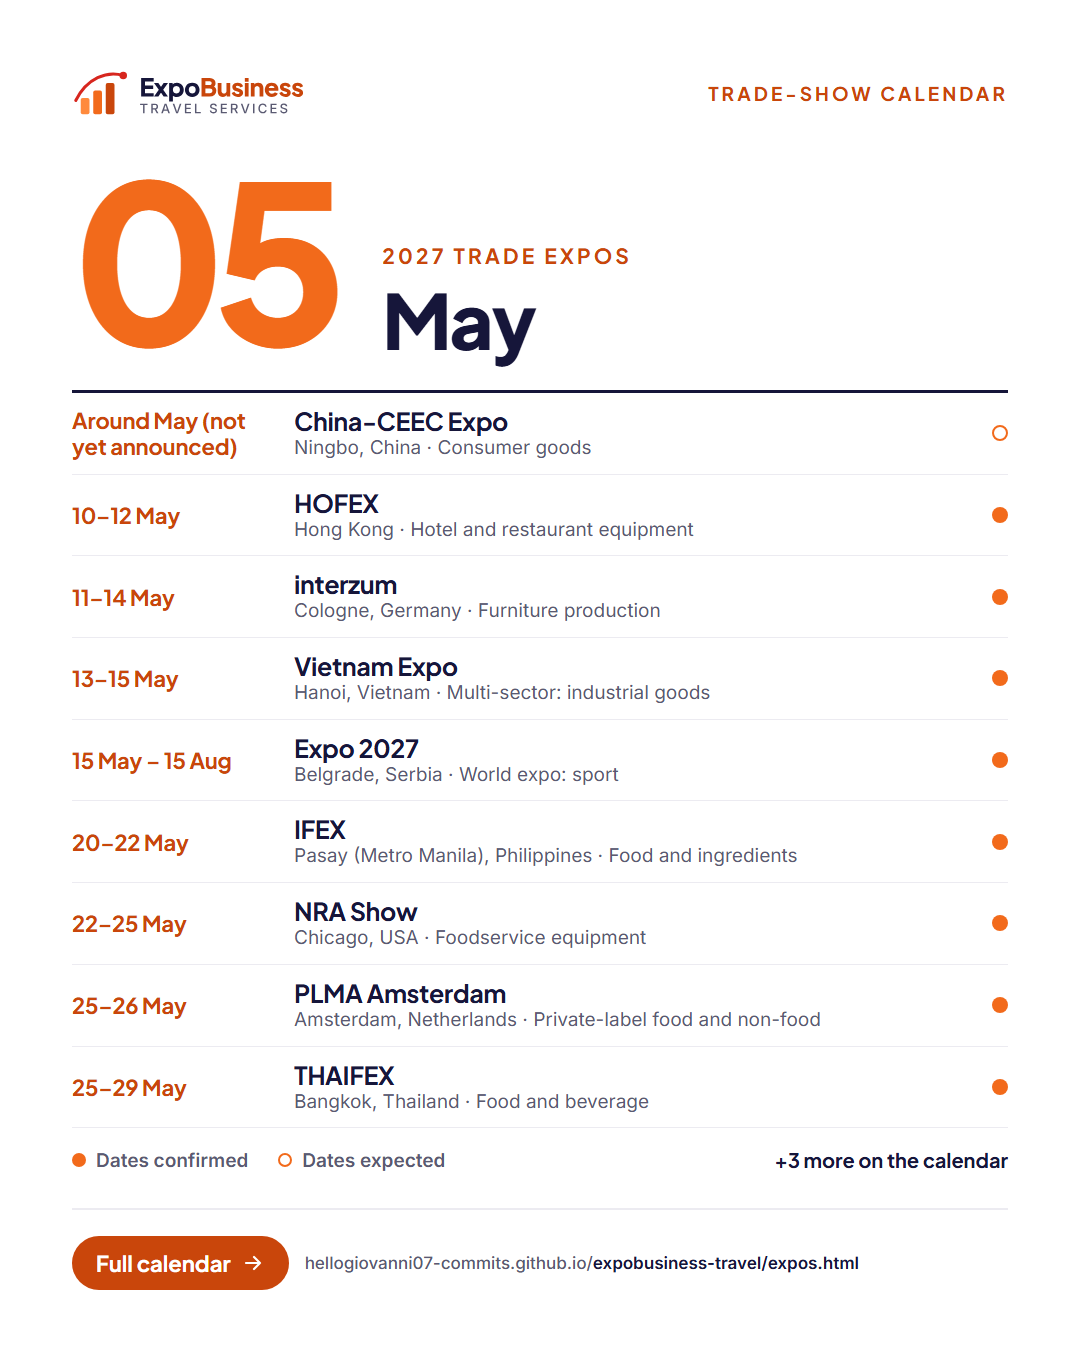 ExpoBusiness
TRAVEL SERVICES
TRADE-SHOW CALENDAR
05
2027 TRADE EXPOS
May
Around May (not
yet announced)
China–CEEC Expo
Ningbo, China · Consumer goods
10–12 May
HOFEX
Hong Kong · Hotel and restaurant equipment
11–14 May
interzum
Cologne, Germany · Furniture production
13–15 May
Vietnam Expo
Hanoi, Vietnam · Multi-sector: industrial goods
15 May – 15 Aug
Expo 2027
Belgrade, Serbia · World expo: sport
20–22 May
IFEX
Pasay (Metro Manila), Philippines · Food and ingredients
22–25 May
NRA Show
Chicago, USA · Foodservice equipment
25–26 May
PLMA Amsterdam
Amsterdam, Netherlands · Private-label food and non-food
25–29 May
THAIFEX
Bangkok, Thailand · Food and beverage
Dates confirmed
Dates expected
+3 more on the calendar
Full calendar →
hellogiovanni07-commits.github.io/expobusiness-travel/expos.html